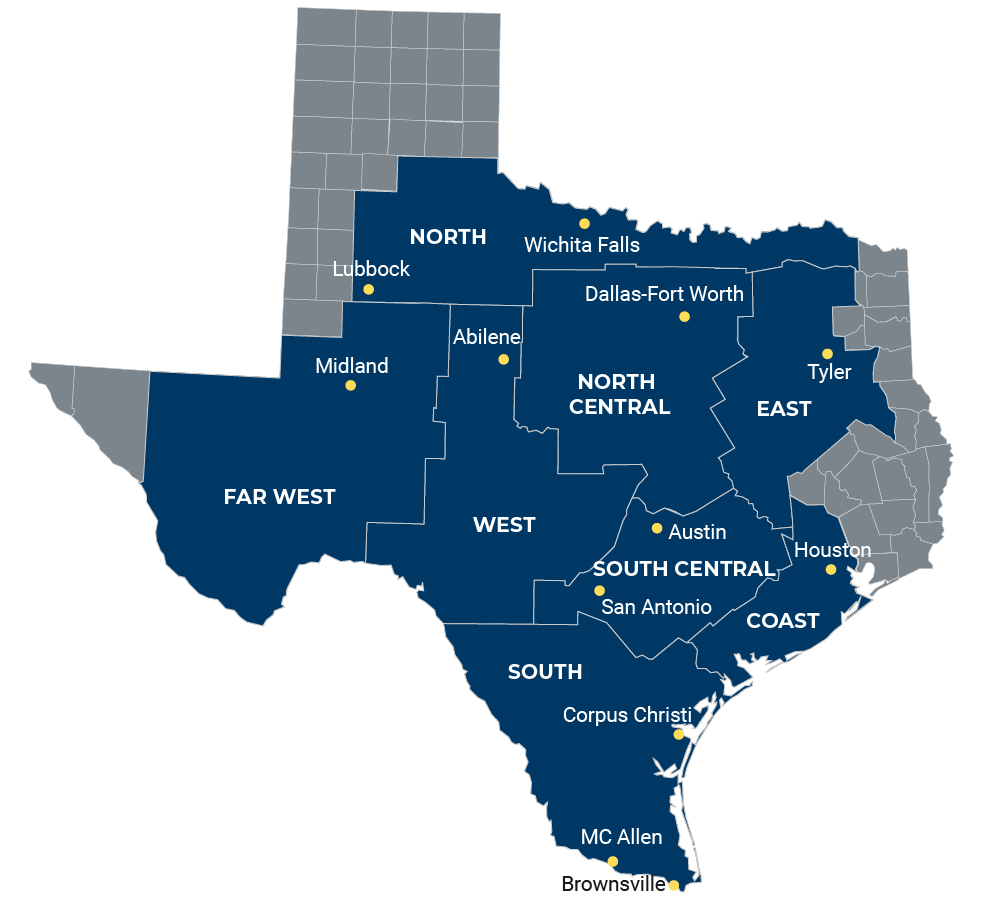 NORTH
Wichita Falls
Lubbock
Dallas-Fort Worth
Abilene
Midland
Tyler
NORTH
CENTRAL
EAST
FAR WEST
WEST
Austin
Houston
SOUTH CENTRAL
San Antonio
COAST
SOUTH
Corpus Christi
MC Allen
Brownsville